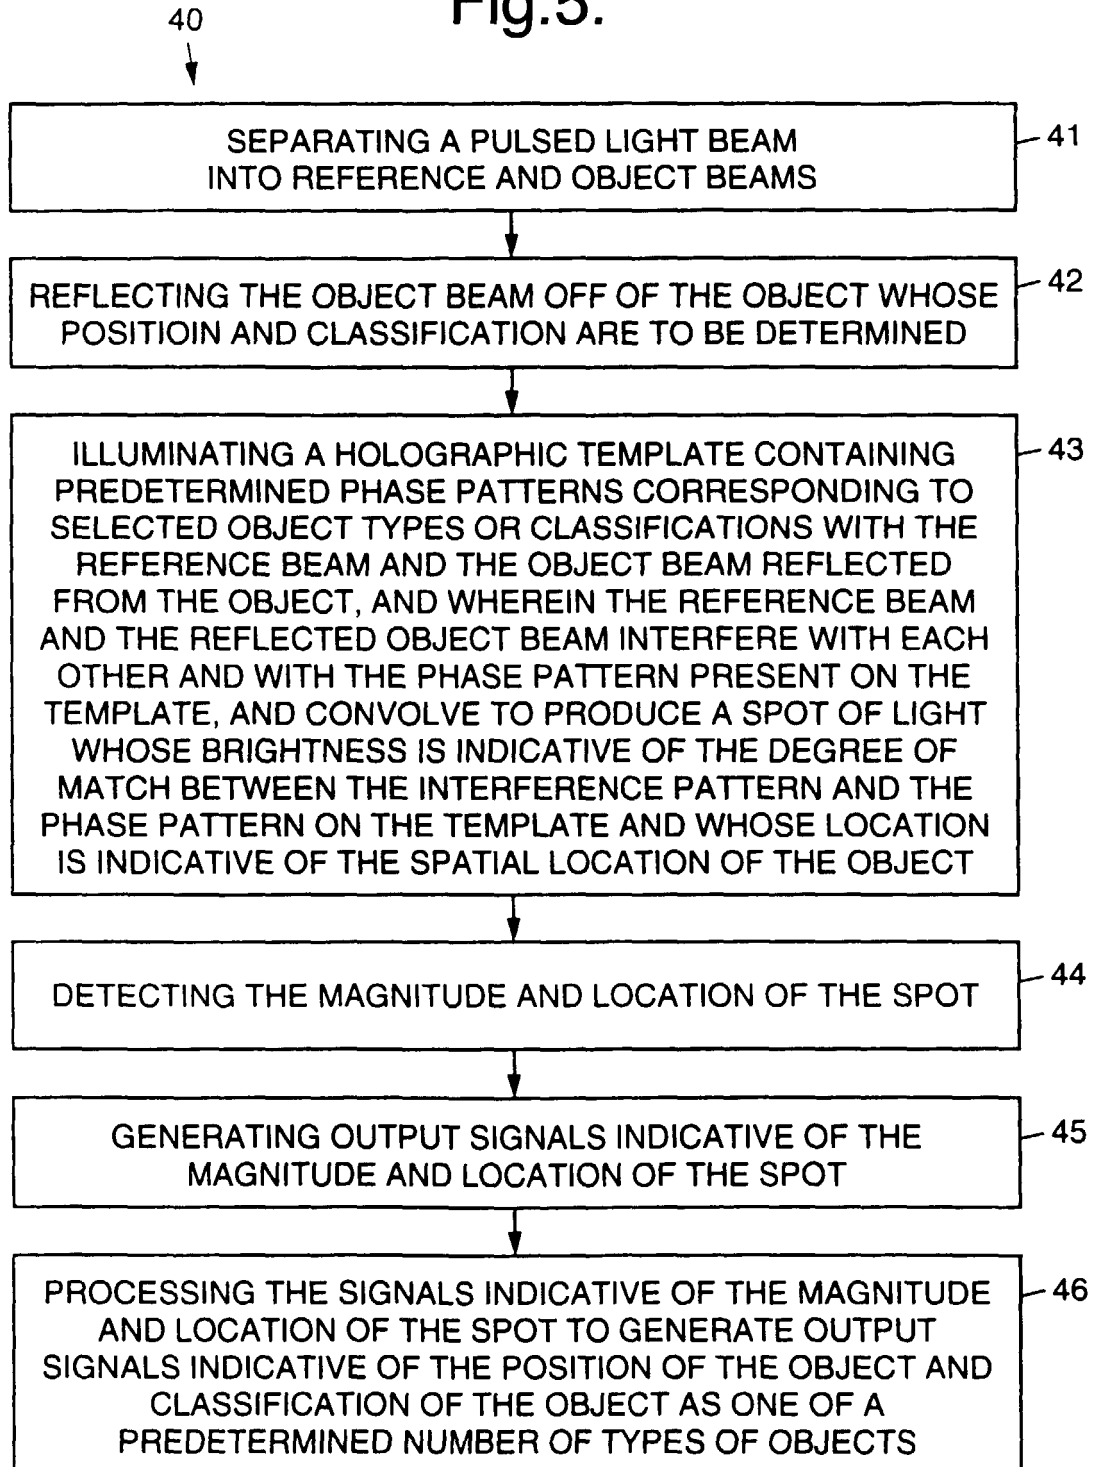 Fig.5.
40
SEPARATING A PULSED LIGHT BEAM
INTO REFERENCE AND OBJECT BEAMS
41
REFLECTING THE OBJECT BEAM OFF OF THE OBJECT WHOSE
POSITIOIN AND CLASSIFICATION ARE TO BE DETERMINED
42
ILLUMINATING A HOLOGRAPHIC TEMPLATE CONTAINING
PREDETERMINED PHASE PATTERNS CORRESPONDING TO
SELECTED OBJECT TYPES OR CLASSIFICATIONS WITH THE
REFERENCE BEAM AND THE OBJECT BEAM REFLECTED
FROM THE OBJECT, AND WHEREIN THE REFERENCE BEAM
AND THE REFLECTED OBJECT BEAM INTERFERE WITH EACH
OTHER AND WITH THE PHASE PATTERN PRESENT ON THE
TEMPLATE, AND CONVOLVE TO PRODUCE A SPOT OF LIGHT
WHOSE BRIGHTNESS IS INDICATIVE OF THE DEGREE OF
MATCH BETWEEN THE INTERFERENCE PATTERN AND THE
PHASE PATTERN ON THE TEMPLATE AND WHOSE LOCATION
IS INDICATIVE OF THE SPATIAL LOCATION OF THE OBJECT
43
DETECTING THE MAGNITUDE AND LOCATION OF THE SPOT
44
GENERATING OUTPUT SIGNALS INDICATIVE OF THE
MAGNITUDE AND LOCATION OF THE SPOT
45
PROCESSING THE SIGNALS INDICATIVE OF THE MAGNITUDE
AND LOCATION OF THE SPOT TO GENERATE OUTPUT
SIGNALS INDICATIVE OF THE POSITION OF THE OBJECT AND
CLASSIFICATION OF THE OBJECT AS ONE OF A
PREDETERMINED NUMBER OF TYPES OF OBJECTS
46